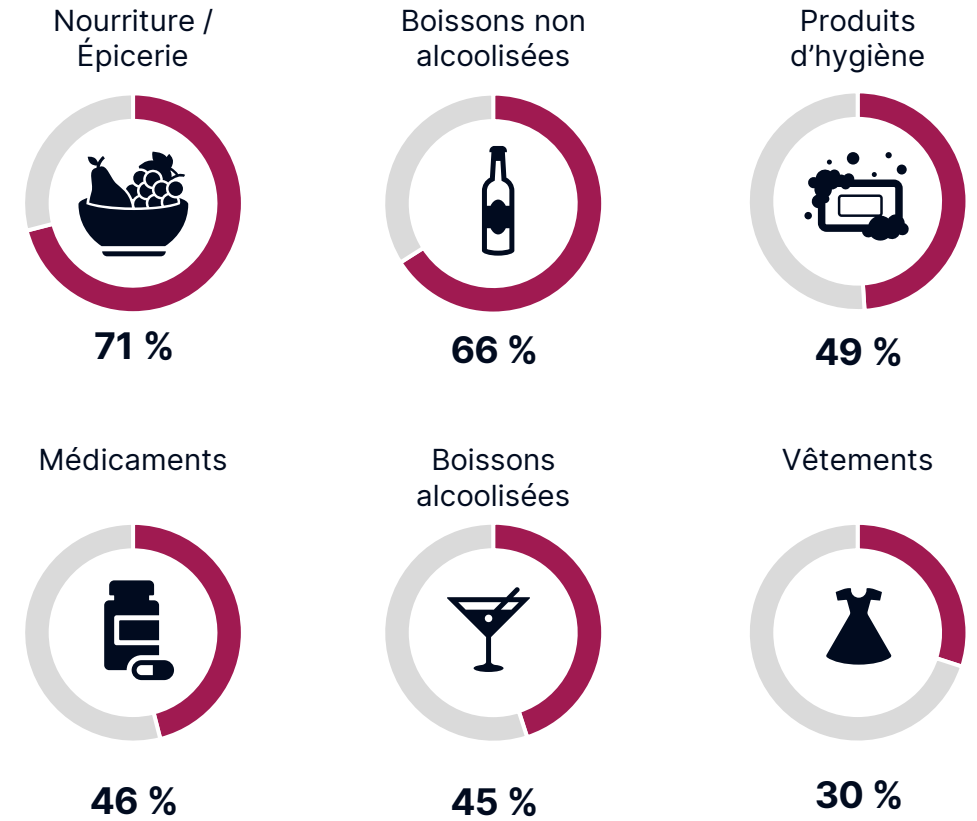 Nourriture /
Épicerie
71 %
Boissons non
alcoolisées
66 %
Produits
d’hygiène
49 %
Médicaments
46 %
Boissons
alcoolisées
45 %
Vêtements
30 %